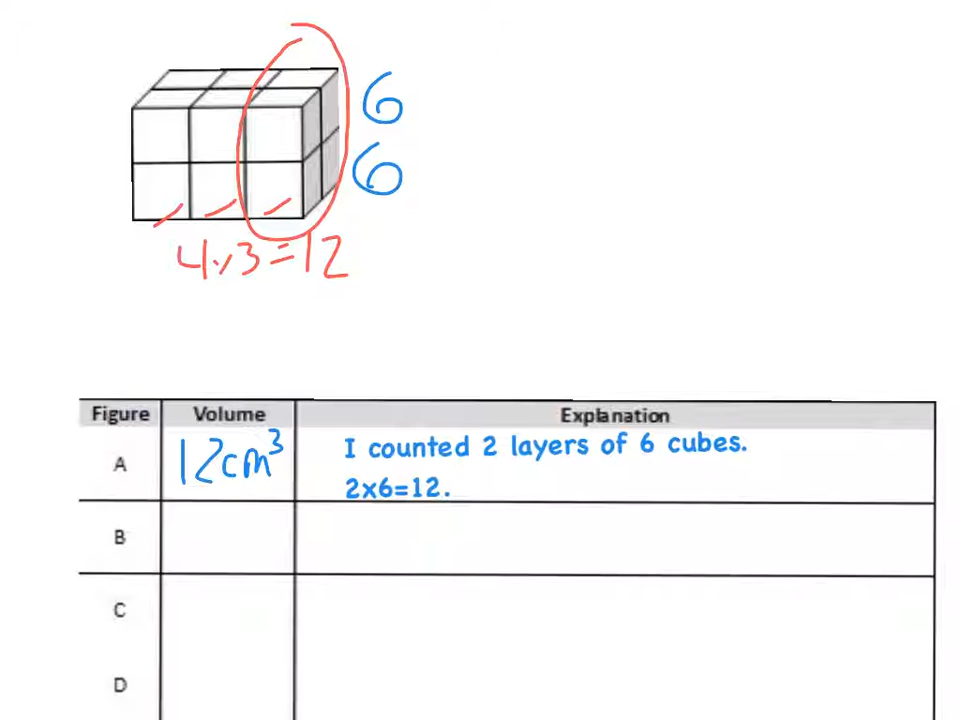 6
6
4x3=12
Figure Volume Explanation
A 12cm³ I counted 2 layers of 6 cubes.
2x6=12.
B
C
D